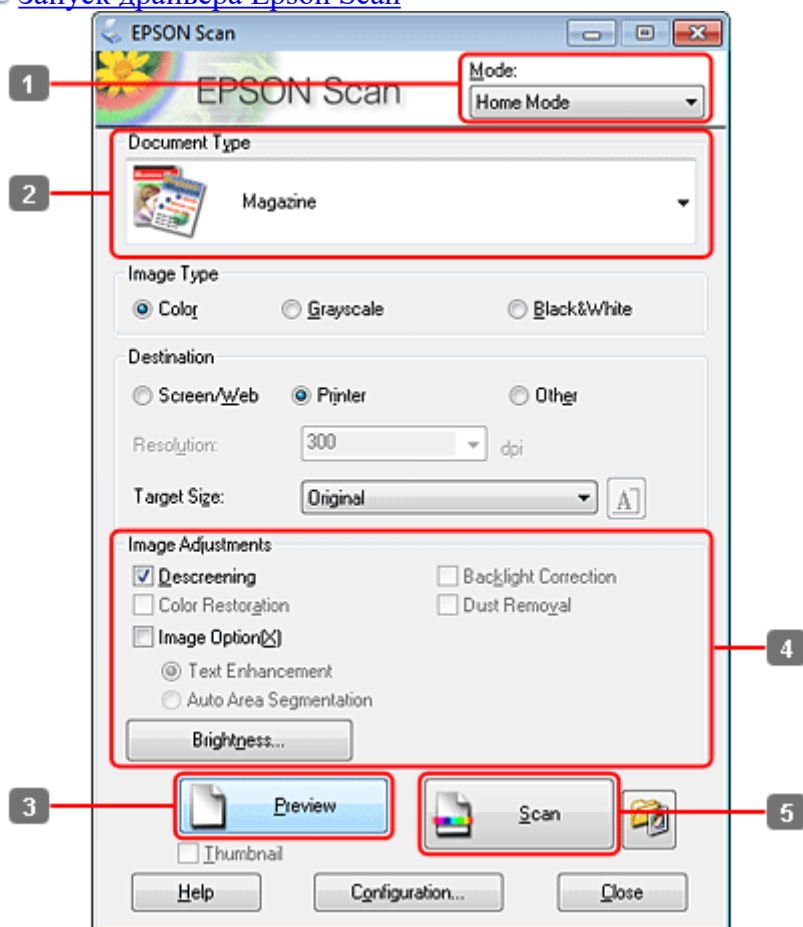 Запуск драйвера Epson Scan
EPSON Scan
EPSON Scan
Mode:
Home Mode
1
Document Type
2
Magazine
Image Type
Color Grayscale Black&White
Destination
Screen/Web Printer Other
Resolution: 300 dpi
Target Size: Original A
Image Adjustments
Descreening Backlight Correction
Color Restoration Dust Removal
Image Option(X)
4
Text Enhancement
Auto Area Segmentation
Brightness...
3 Preview Scan 5
Thumbnail
Help Configuration... Close